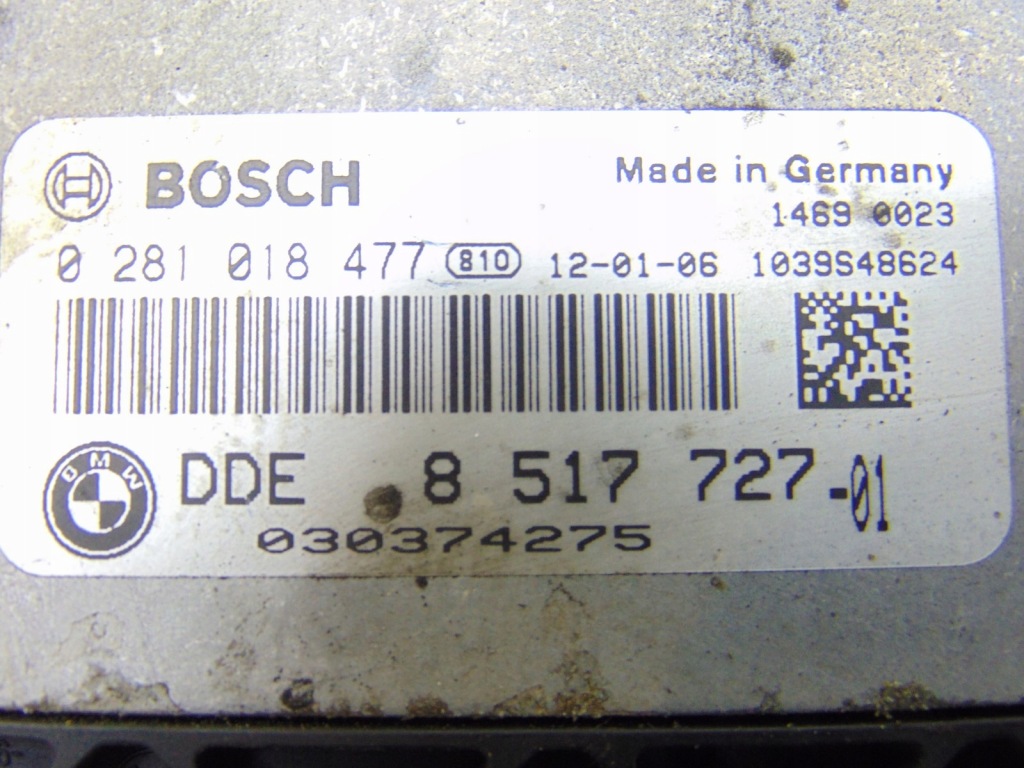 BOSCH
Made in Germany
1469 0023
0 281 018 477 810 12-01-06 1039S48624
BMW
DDE 8 517 727-01
030374275